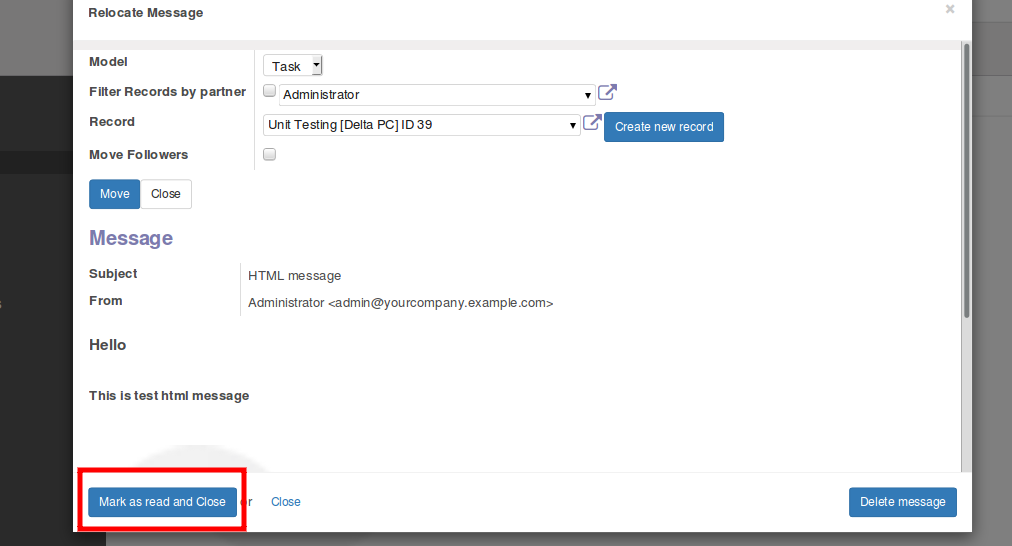 Relocate Message
×
Model Task
Filter Records by partner Administrator
Record Unit Testing [Delta PC] ID 39 Create new record
Move Followers
Move Close
Message
Subject HTML message
From Administrator <admin@yourcompany.example.com>
Hello
This is test html message
Mark as read and Close or Close Delete message